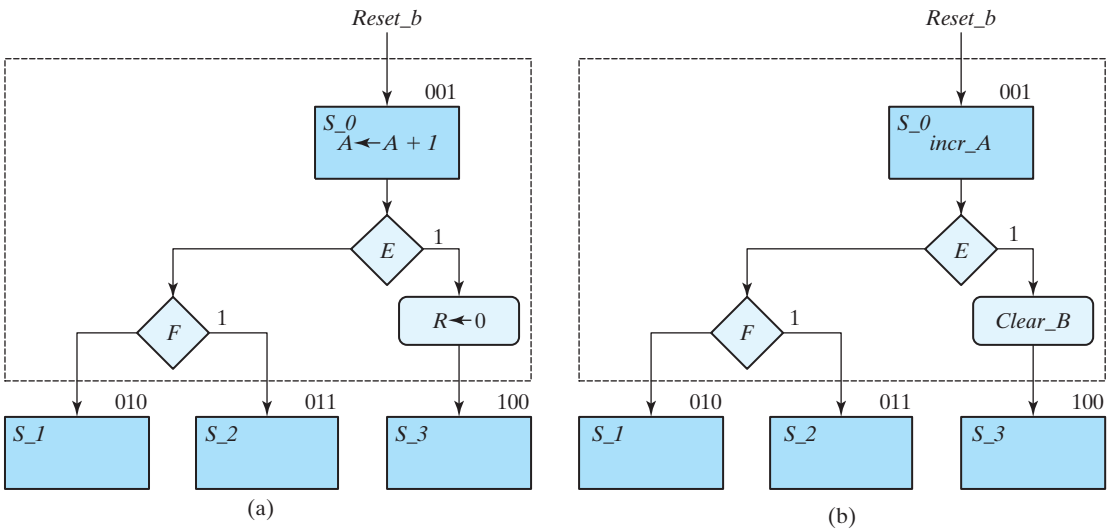 Reset_b
001
S_0
A ← A + 1
E
1
F
1
R ← 0
010
011
100
S_1
S_2
S_3
(a)
Reset_b
001
S_0
incr_A
E
1
F
1
Clear_B
010
011
100
S_1
S_2
S_3
(b)